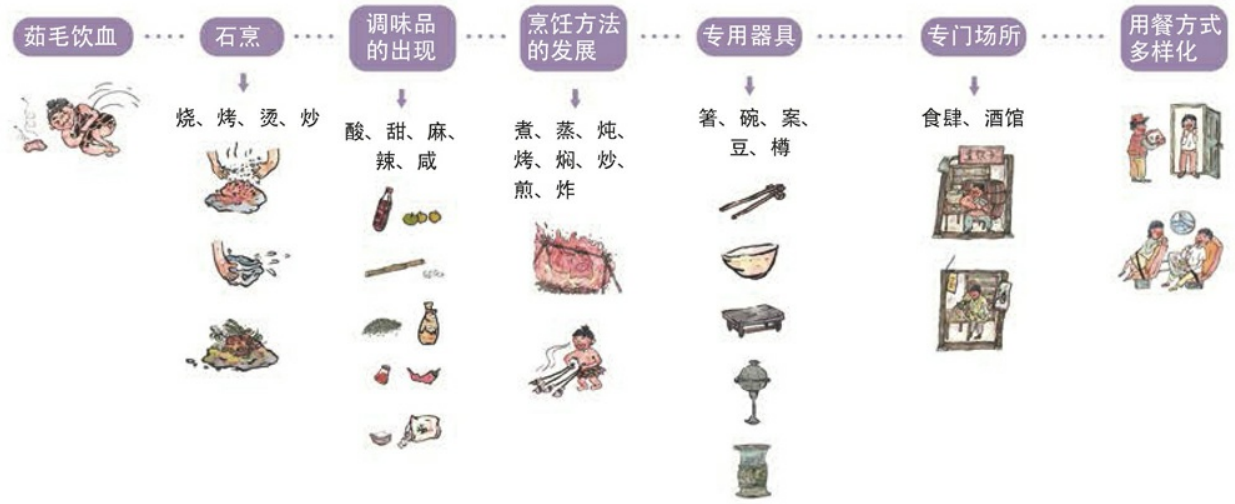 茹毛饮血
石烹
烧、烤、烫、炒
调味品
的出现
酸、甜、麻、
辣、咸
烹饪方法
的发展
煮、蒸、炖、
烤、焖、炒、
煎、炸
专用器具
箸、碗、案、
豆、樽
专门场所
食肆、酒馆
用餐方式
多样化